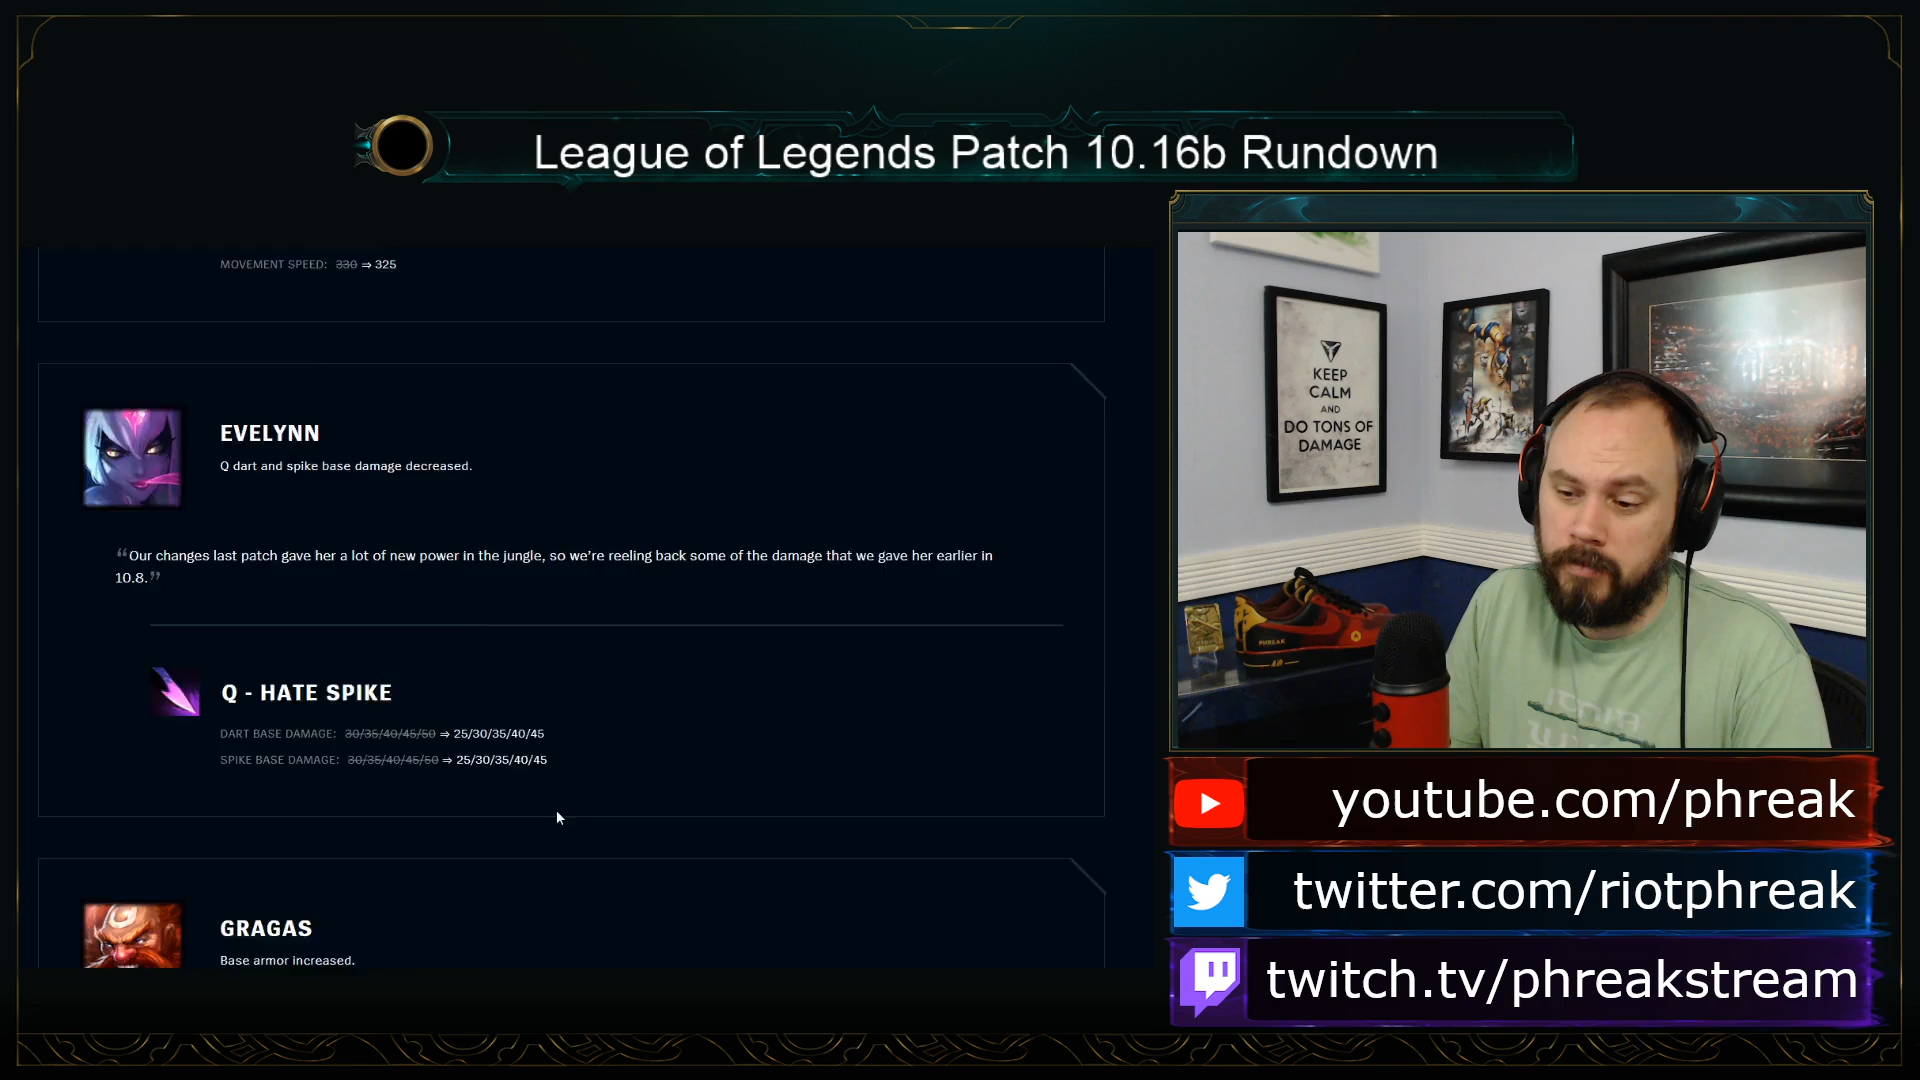 League of Legends Patch 10.16b Rundown
MOVEMENT SPEED: 330 ⇒ 325
EVELYNN
Q dart and spike base damage decreased.
“Our changes last patch gave her a lot of new power in the jungle, so we’re reeling back some of the damage that we gave her earlier in
10.8.”
Q - HATE SPIKE
DART BASE DAMAGE: 30/35/40/45/50 ⇒ 25/30/35/40/45
SPIKE BASE DAMAGE: 30/35/40/45/50 ⇒ 25/30/35/40/45
GRAGAS
Base armor increased.
KEEP
CALM
AND
DO TONS OF
DAMAGE
PHREAK
AIR
youtube.com/phreak
twitter.com/riotphreak
twitch.tv/phreakstream